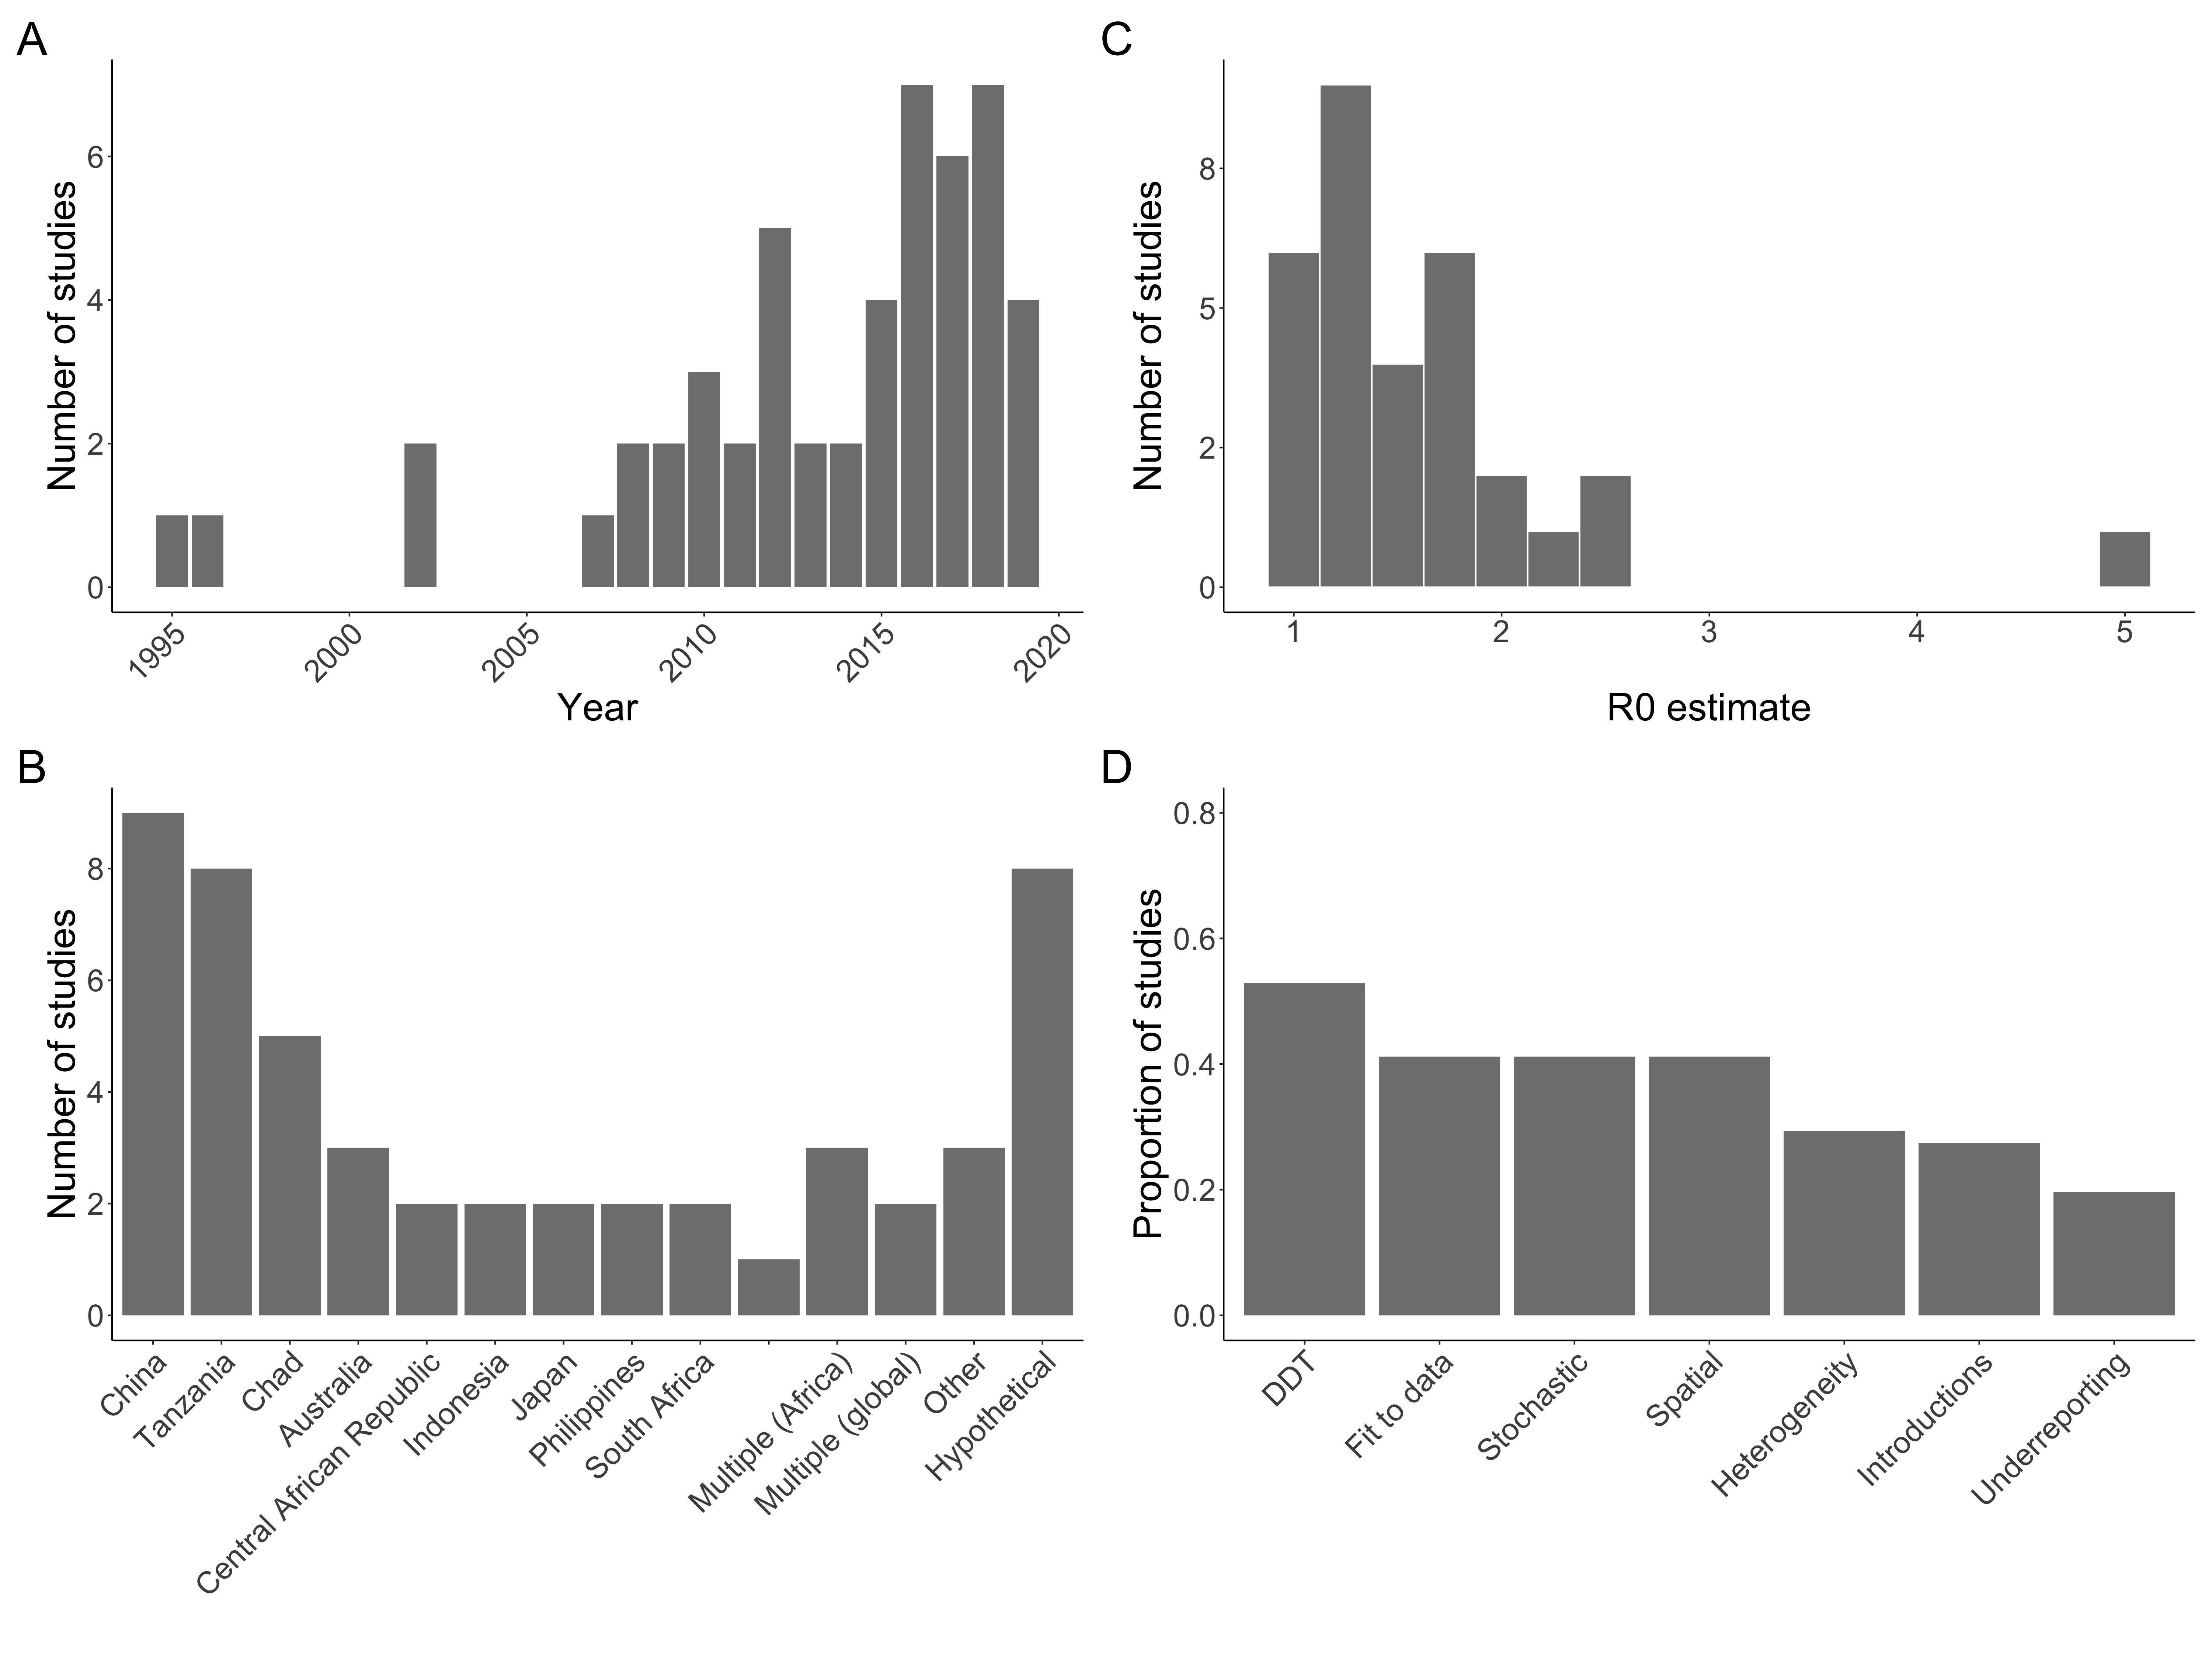 A
Number of studies
6
4
2
0
1995
2000
2005
2010
2015
2020
Year
C
Number of studies
8
5
2
0
1
2
3
4
5
R0 estimate
B
Number of studies
8
6
4
2
0
China
Tanzania
Chad
Australia
Central African Republic
Indonesia
Japan
Philippines
South Africa
Multiple (Africa)
Multiple (global)
Other
Hypothetical
D
Proportion of studies
0.8
0.6
0.4
0.2
0.0
DDT
Fit to data
Stochastic
Spatial
Heterogeneity
Introductions
Underreporting